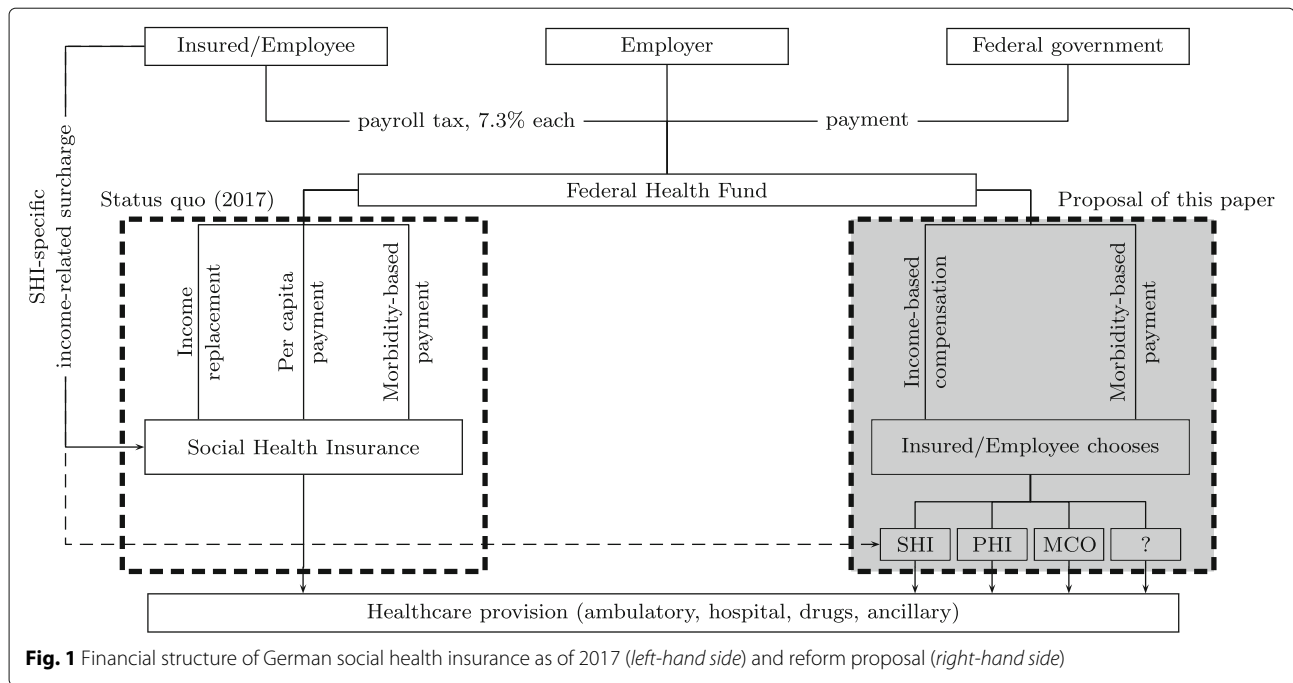 Insured/Employee
Employer
Federal government
payroll tax, 7.3% each
payment
Federal Health Fund
SHI-specific
income-related surcharge
Status quo (2017)
Proposal of this paper
Income
replacement
Per capita
payment
Morbidity-based
payment
Income-based
compensation
Morbidity-based
payment
Social Health Insurance
Insured/Employee chooses
SHI
PHI
MCO
?
Healthcare provision (ambulatory, hospital, drugs, ancillary)
Fig. 1 Financial structure of German social health insurance as of 2017 (left-hand side) and reform proposal (right-hand side)